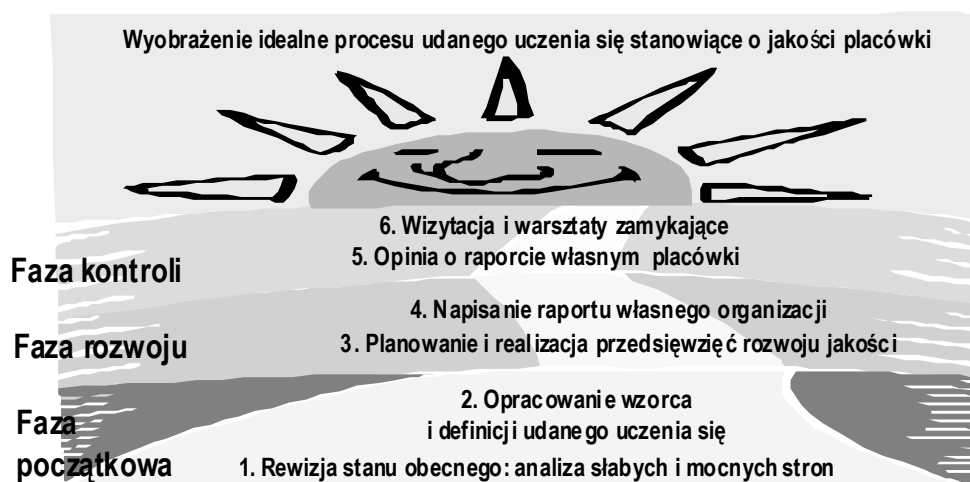 Wyobrażenie idealne procesu udanego uczenia się stanowiące o jakości placówki
6. Wizytacja i warsztaty zamykające
5. Opinia o raporcie własnym placówki
Faza kontroli
4. Napisanie raportu własnego organizacji
3. Planowanie i realizacja przedsięwzięć rozwoju jakości
Faza rozwoju
2. Opracowanie wzorca
i definicji udanego uczenia się
Faza
początkowa
1. Rewizja stanu obecnego: analiza słabych i mocnych stron